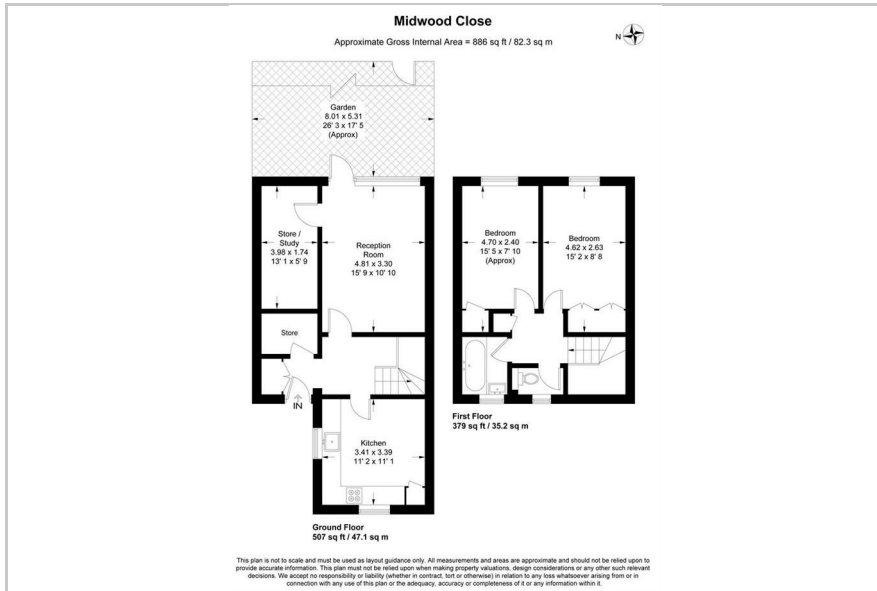 Midwood Close
Approximate Gross Internal Area = 886 sq ft / 82.3 sq m
N
Garden
8.01 x 5.31
26' 3 x 17' 5
(Approx)
Store /
Study
3.98 x 1.74
13' 1 x 5' 9
Reception
Room
4.81 x 3.30
15' 9 x 10' 10
Store
IN
Kitchen
3.41 x 3.39
11' 2 x 11' 1
Ground Floor
507 sq ft / 47.1 sq m
Bedroom
4.70 x 2.40
15' 5 x 7' 10
(Approx)
Bedroom
4.62 x 2.63
15' 2 x 8' 8
First Floor
379 sq ft / 35.2 sq m
This plan is not to scale and must be used as layout guidance only. All measurements and areas are approximate and should not be relied upon to
provide accurate information. This plan must not be relied upon when making property valuations, design considerations or any other such relevant
decisions. We accept no responsibility or liability (whether in contract, tort or otherwise) in relation to any loss whatsoever arising from or in
connection with any use of this plan or the adequacy, accuracy or completeness of it or any information within it.